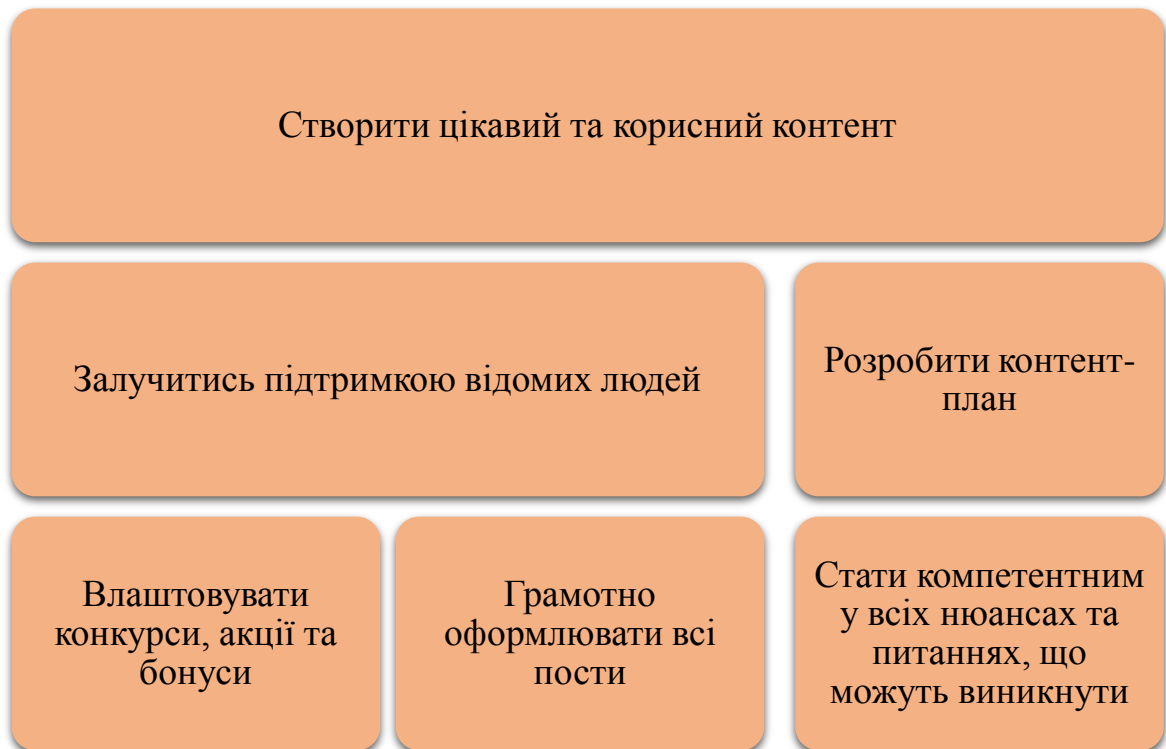 Створити цікавий та корисний контент
Залучитись підтримкою відомих людей
Розробити контент-
план
Влаштовувати
конкурси, акції та
бонуси
Грамотно
оформлювати всі
пости
Стати компетентним
у всіх нюансах та
питаннях, що
можуть виникнути